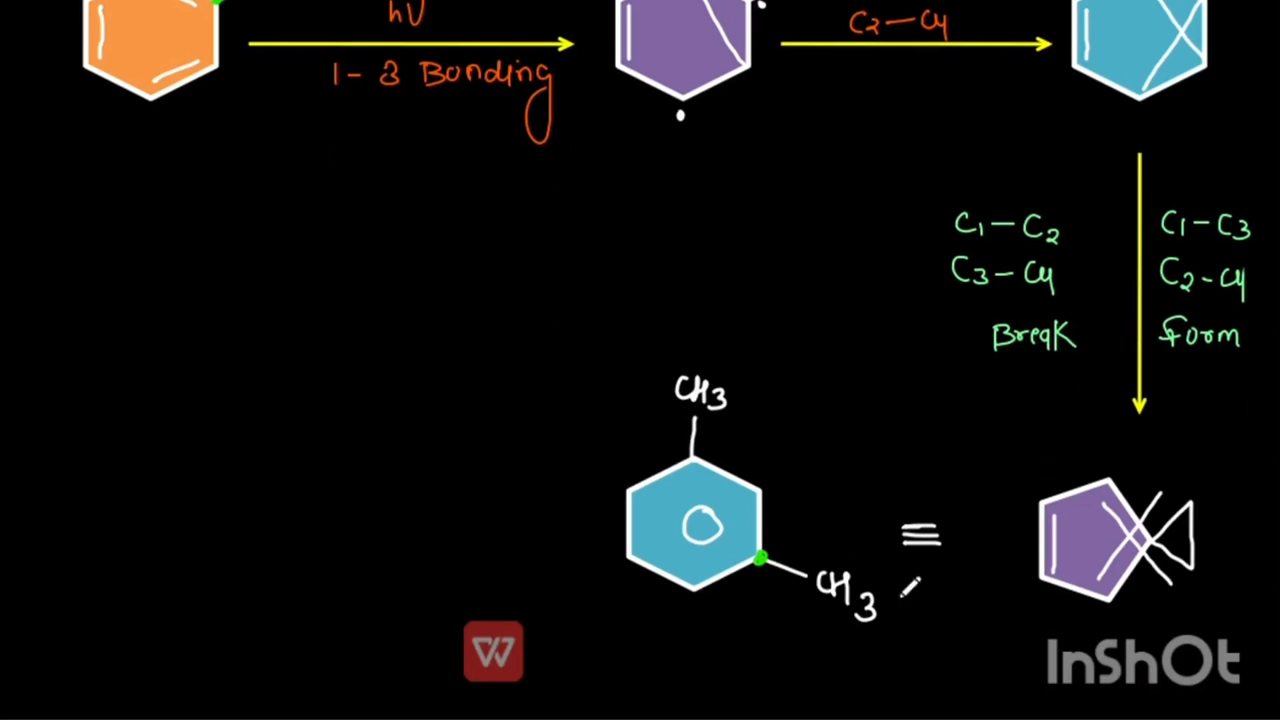 hν
1-3 Bonding
C2-C4
C1-C2
C3-C4
Break
C1-C3
C2-C4
Form
CH3
≡
CH3
W
InShOt